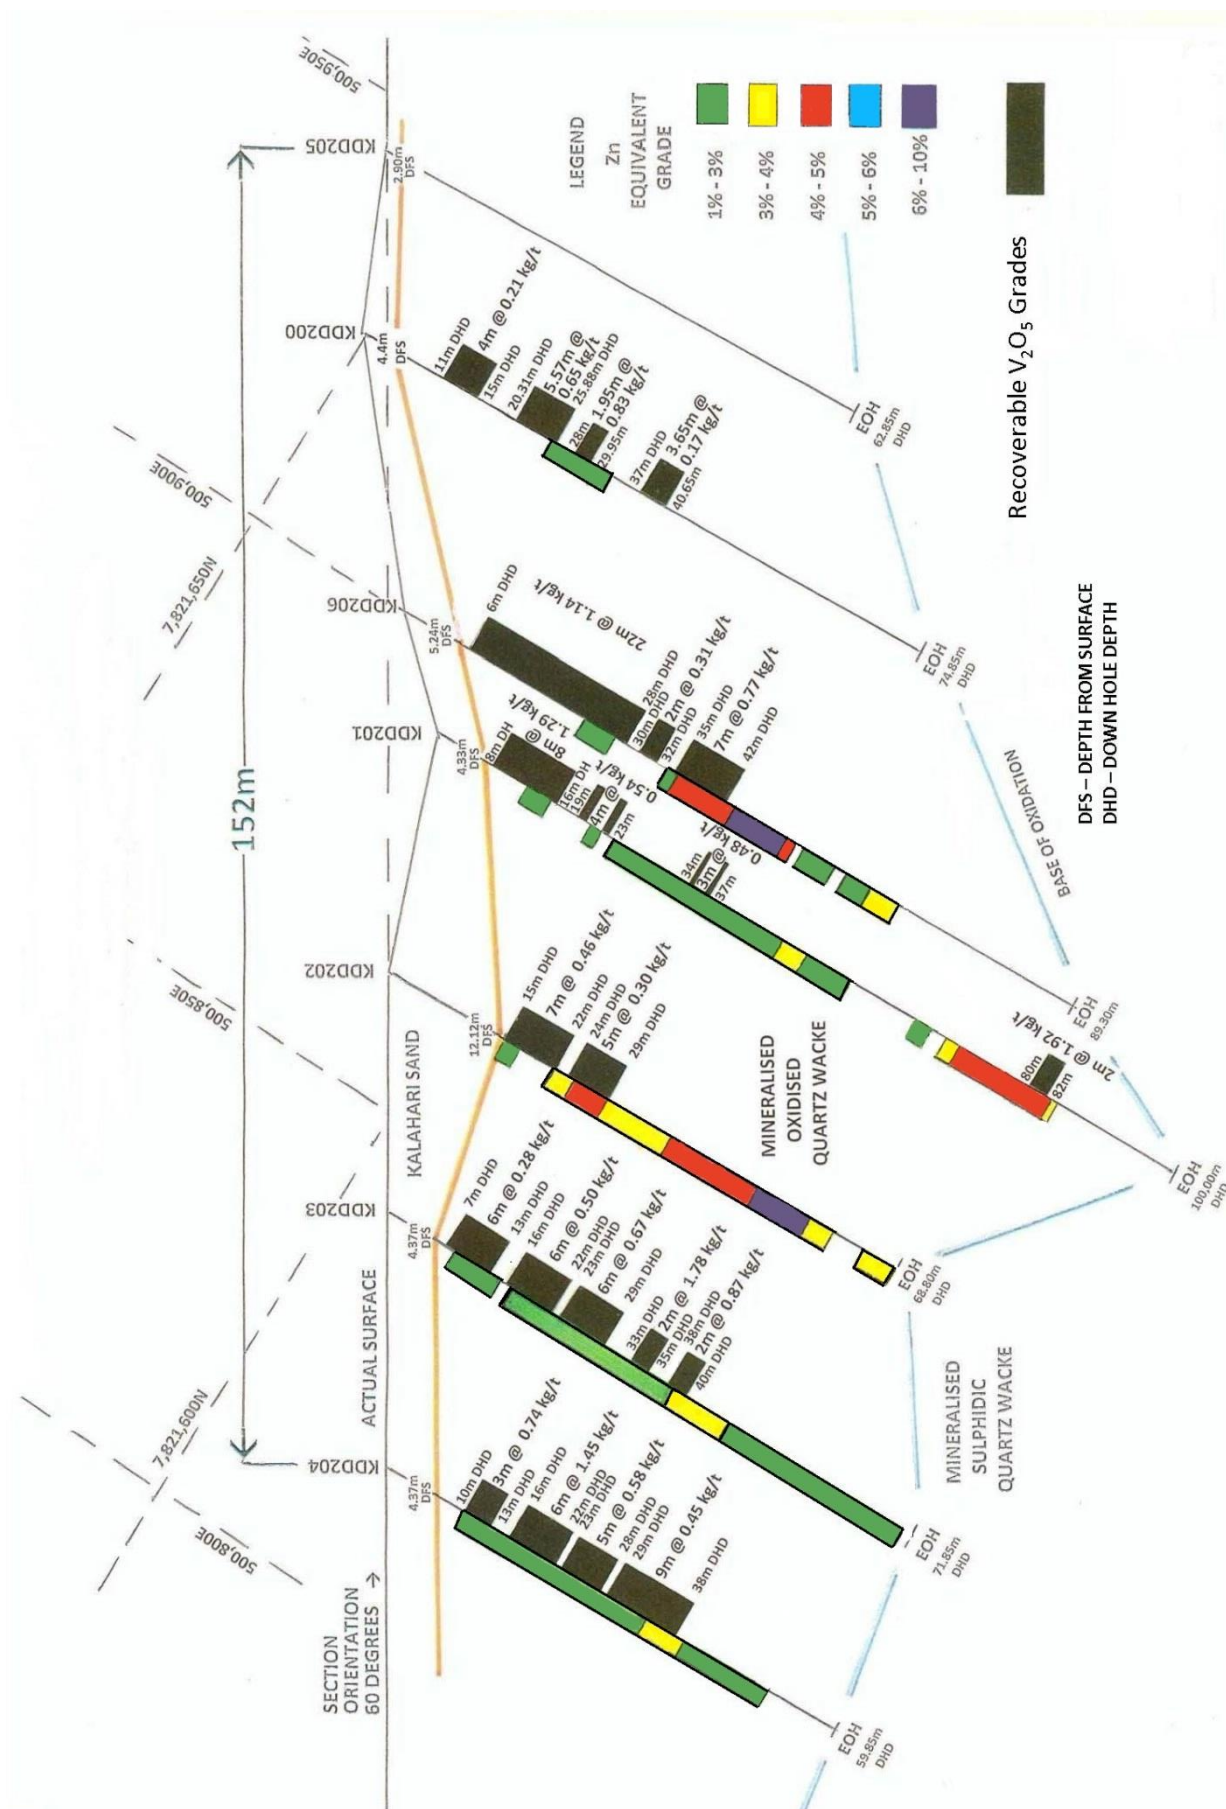 152m
500,800E
7,821,600N
500,850E
500,900E
7,821,650N
500,950E
SECTION
ORIENTATION
60 DEGREES →
ACTUAL SURFACE
KALAHARI SAND
KDD204
4.37m
DFS
10m DHD
3m @ 0.74 kg/t
13m DHD
16m DHD
6m @ 1.45 kg/t
22m DHD
23m DHD
5m @ 0.58 kg/t
28m DHD
29m DHD
9m @ 0.45 kg/t
38m DHD
EOH
59.85m
DHD
KDD203
4.37m
DFS
7m DHD
6m @ 0.28 kg/t
13m DHD
16m DHD
6m @ 0.50 kg/t
22m DHD
23m DHD
6m @ 0.67 kg/t
29m DHD
33m DHD
2m @ 1.78 kg/t
35m DHD
38m DHD
2m @ 0.87 kg/t
40m DHD
EOH
71.85m
DHD
KDD202
12.12m
DFS
15m DHD
7m @ 0.46 kg/t
22m DHD
24m DHD
5m @ 0.30 kg/t
29m DHD
EOH
68.80m
DHD
KDD201
4.33m
DFS
8m DH
8m @
1.29 kg/t
16m DH
19m
4m @
0.54 kg/t
23m
34m
3m @
0.48 kg/t
37m
80m
2m @ 1.92 kg/t
82m
EOH
100,00m
DHD
KDD206
5.24m
DFS
6m DHD
22m @ 1.14 kg/t
28m DHD
30m DHD
2m @ 0.31 kg/t
32m DHD
35m DHD
7m @ 0.77 kg/t
42m DHD
EOH
89.30m
DHD
KDD200
4.4m
DFS
11m DHD
4m @ 0.21 kg/t
15m DHD
20.31m DHD
5.57m @
0.65 kg/t
25.88m DHD
28m
1.95m @
0.83 kg/t
29.95m
37m DHD
3.65m @
0.17 kg/t
40.65m
EOH
74.85m
DHD
KDD205
2.90m
DFS
EOH
62.85m
DHD
MINERALISED
OXIDISED
QUARTZ WACKE
MINERALISED
SULPHIDIC
QUARTZ WACKE
BASE OF OXIDATION
LEGEND
Zn
EQUIVALENT
GRADE
1% - 3%
3% - 4%
4% - 5%
5% - 6%
6% - 10%
Recoverable V₂O₅ Grades
DFS – DEPTH FROM SURFACE
DHD – DOWN HOLE DEPTH